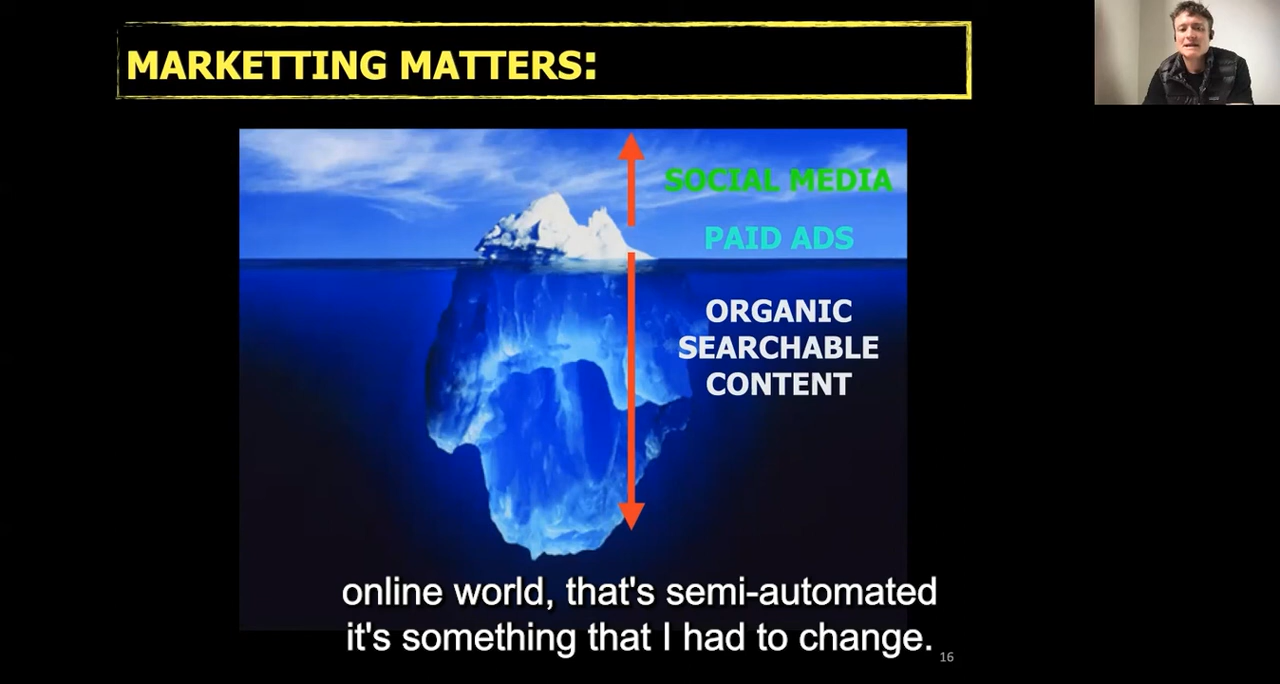 MARKETTING MATTERS:
SOCIAL MEDIA
PAID ADS
ORGANIC
SEARCHABLE
CONTENT
online world, that's semi-automated
it's something that I had to change.
16